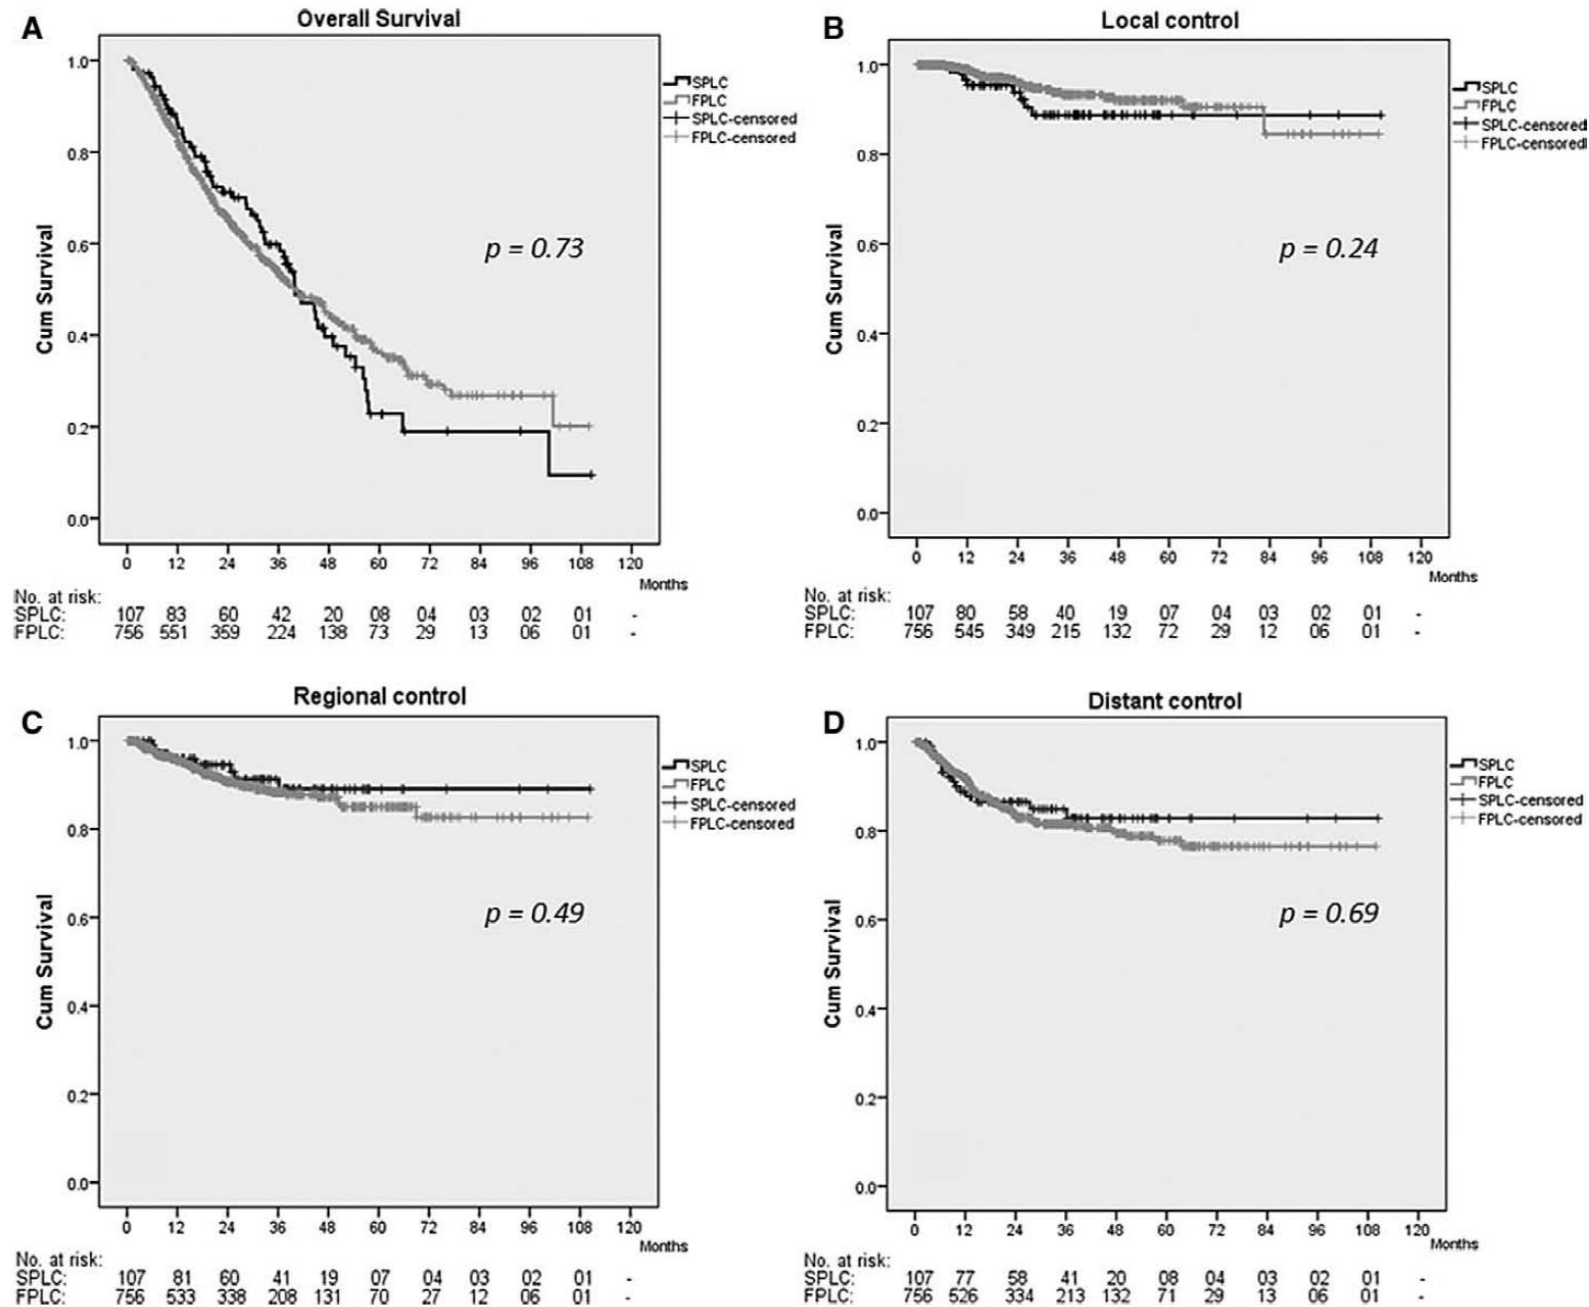 A
Overall Survival
Cum Survival
1.0
0.8
0.6
0.4
0.2
0.0
SPLC
FPLC
SPLC-censored
FPLC-censored
p = 0.73
0 12 24 36 48 60 72 84 96 108 120
Months
No. at risk:
SPLC: 107 83 60 42 20 08 04 03 02 01 -
FPLC: 756 551 359 224 138 73 29 13 06 01 -
B
Local control
Cum Survival
1.0
0.8
0.6
0.4
0.2
0.0
SPLC
FPLC
SPLC-censored
FPLC-censored
p = 0.24
0 12 24 36 48 60 72 84 96 108 120
Months
No. at risk:
SPLC: 107 80 58 40 19 07 04 03 02 01 -
FPLC: 756 545 349 215 132 72 29 12 06 01 -
C
Regional control
Cum Survival
1.0
0.8
0.6
0.4
0.2
0.0
SPLC
FPLC
SPLC-censored
FPLC-censored
p = 0.49
0 12 24 36 48 60 72 84 96 108 120
Months
No. at risk:
SPLC: 107 81 60 41 19 07 04 03 02 01 -
FPLC: 756 533 338 208 131 70 27 12 06 01 -
D
Distant control
Cum Survival
1.0
0.8
0.6
0.4
0.2
0.0
SPLC
FPLC
SPLC-censored
FPLC-censored
p = 0.69
0 12 24 36 48 60 72 84 96 108 120
Months
No. at risk:
SPLC: 107 77 58 41 20 08 04 03 02 01 -
FPLC: 756 526 334 213 132 71 29 13 06 01 -